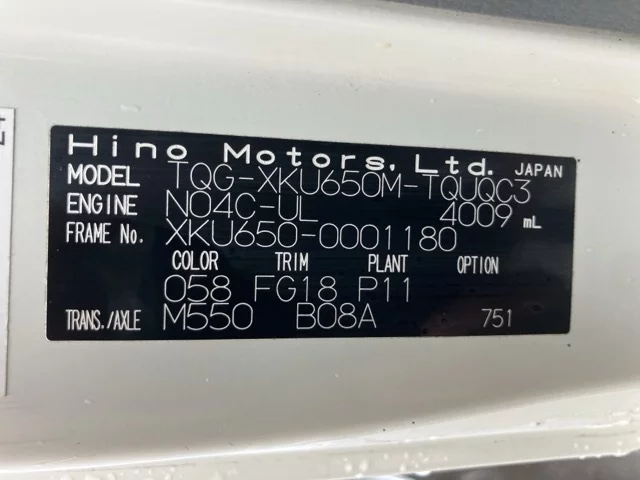 Hino Motors, Ltd. JAPAN
MODEL TQG-XKU650M-TQUQC3
ENGINE N04C-UL 4009 mL
FRAME No. XKU650-0001180
COLOR TRIM PLANT OPTION
058 FG18 P11
TRANS./AXLE M550 B08A 751